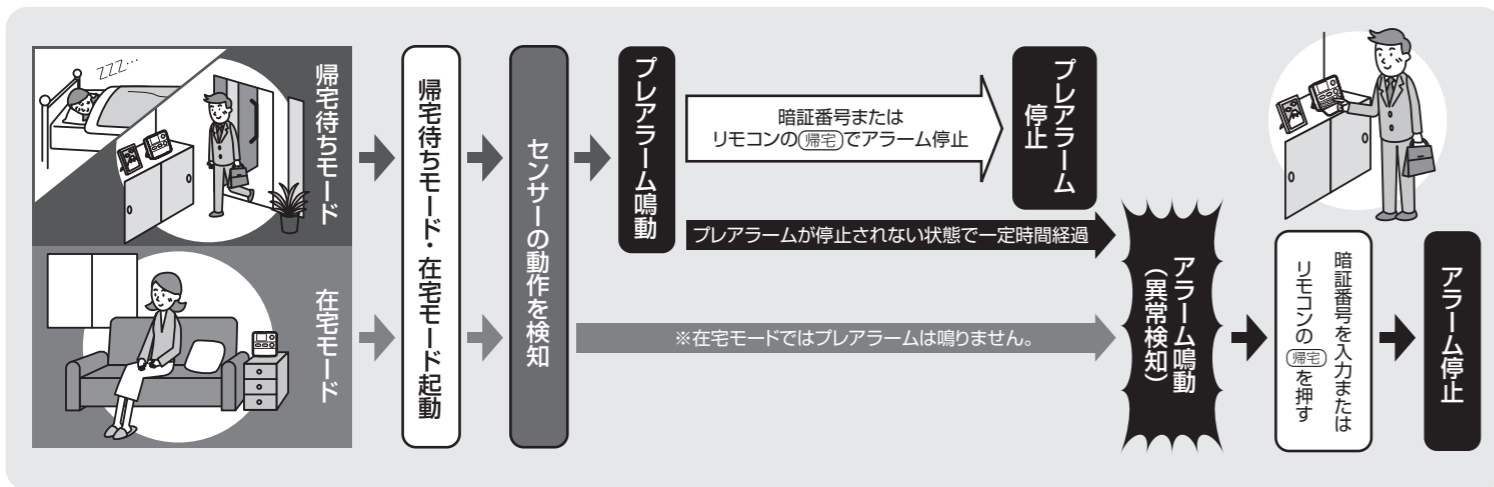 ZZZ…
帰宅待ちモード
在宅モード
帰宅待ちモード・在宅モード起動
センサーの動作を検知
プレアラーム鳴動
暗証番号または
リモコンの帰宅でアラーム停止
プレアラーム
停止
プレアラームが停止されない状態で一定時間経過
※在宅モードではプレアラームは鳴りません。
アラーム鳴動
(異常検知)
暗証番号を入力または
リモコンの帰宅を押す
アラーム停止